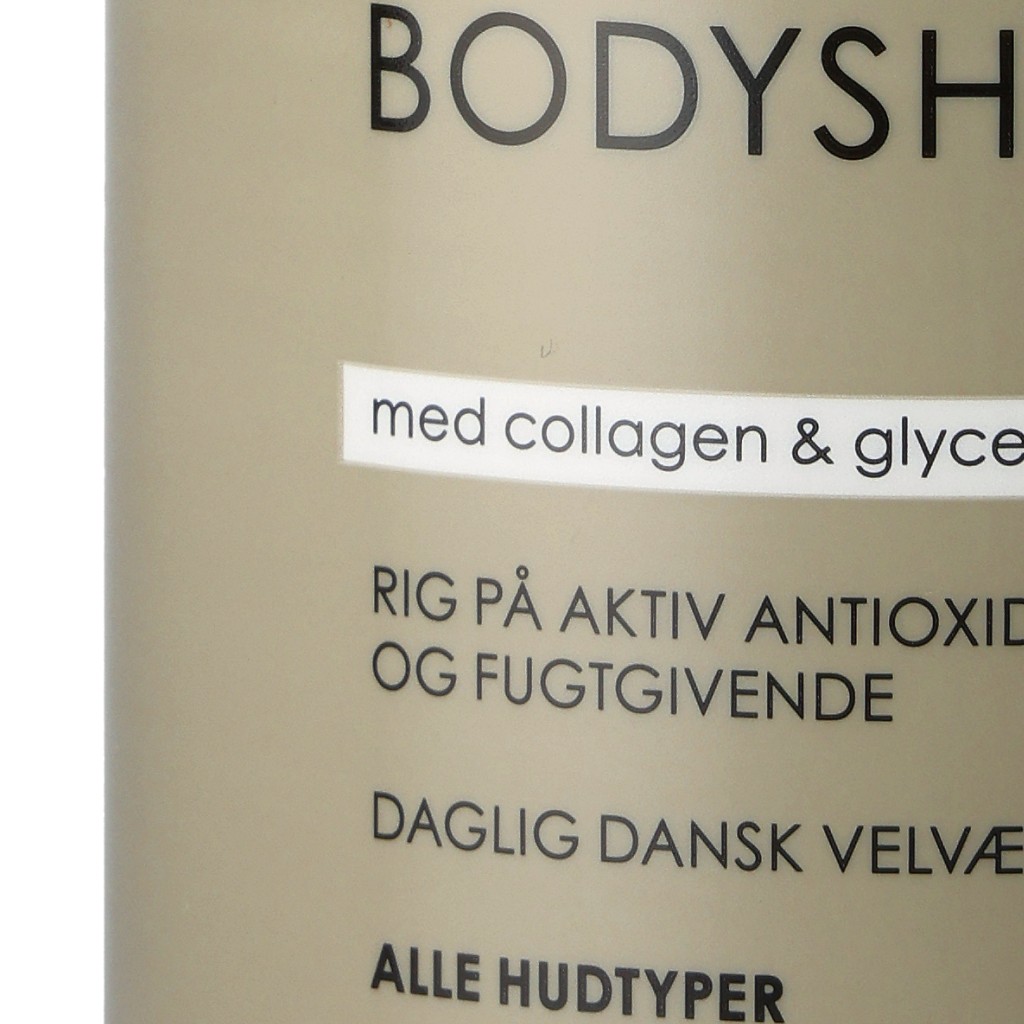 BODYSH
med collagen & glyce
RIG PÅ AKTIV ANTIOXID
OG FUGTGIVENDE
DAGLIG DANSK VELVÆ
ALLE HUDTYPER